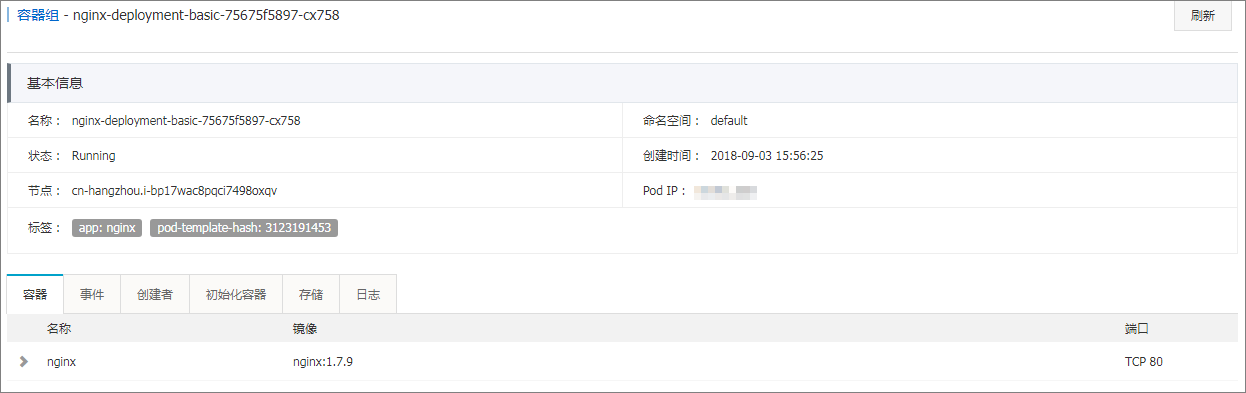 容器组 - nginx-deployment-basic-75675f5897-cx758 刷新
基本信息
名称： nginx-deployment-basic-75675f5897-cx758 命名空间： default
状态： Running 创建时间： 2018-09-03 15:56:25
节点： cn-hangzhou.i-bp17wac8pqci7498oxqv Pod IP：
标签： app: nginx pod-template-hash: 3123191453
容器 事件 创建者 初始化容器 存储 日志
名称 镜像 端口
nginx nginx:1.7.9 TCP 80